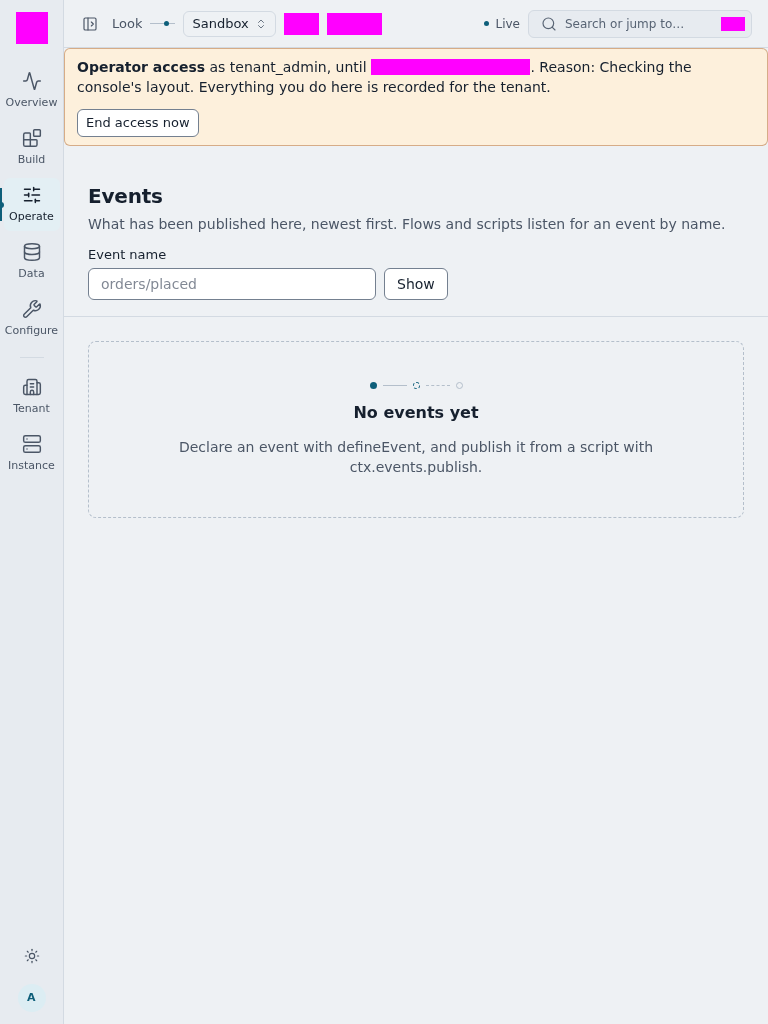 Look
Sandbox
Live
Search or jump to...
Overview
Build
Operate
Data
Configure
Tenant
Instance
A
Operator access as tenant_admin, until . Reason: Checking the
console's layout. Everything you do here is recorded for the tenant.
End access now
Events
What has been published here, newest first. Flows and scripts listen for an event by name.
Event name
orders/placed
Show
No events yet
Declare an event with defineEvent, and publish it from a script with
ctx.events.publish.